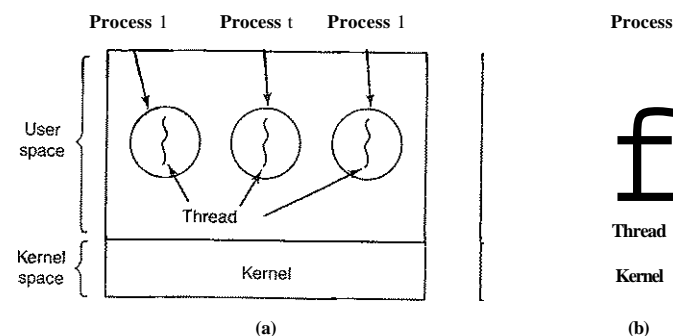 Process 1 Process t Process 1 Process
User
space
f
Thread
Thread
Kernel
space
Kernel
Kernel
(a) (b)